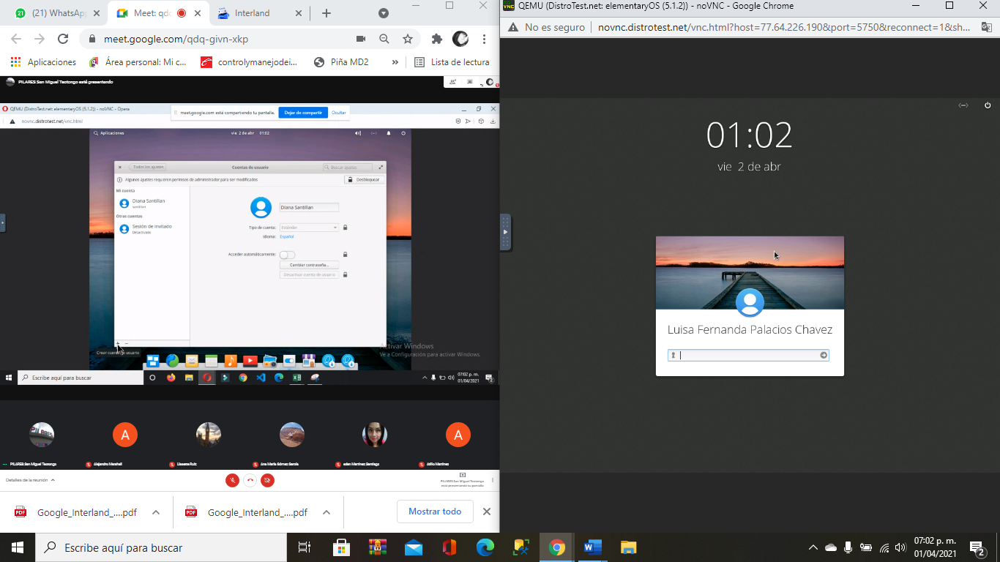 (21) WhatsApp
Meet: qdq
Interland
meet.google.com/qdq-givn-xkp
Aplicaciones
Área personal: Mi c...
controlymanejodei...
Piña MD2
»
Lista de lectura
PILARES San Miguel Teotongo está presentando
QEMU (DistroTest.net: elementaryOS (5.1.2)) - noVNC - Opera
meet.google.com está compartiendo tu pantalla.
Dejar de compartir
Ocultar
novnc.distrotest.net/vnc.html
Aplicaciones
vie 2 de abr 01:02
Todos los ajustes
Cuentas de usuario
Buscar ajustes
Algunos ajustes requieren permisos de administrador para ser modificados
Desbloquear
Mi cuenta
Diana Santillan
santillan
Otras cuentas
Sesión de Invitado
Desactivada
Diana Santillan
Tipo de cuenta:
Estándar
Idioma:
Español
Acceder automáticamente:
Cambiar contraseña...
Desactivar cuenta de usuario
Crear cuenta de usuario
Activar Windows
Ve a Configuración para activar Windows.
Escribe aquí para buscar
07:02 p. m.
01/04/2021
2
A
A
PILARES San Miguel Teotongo
Alejandro Marshall
Lissette Ruiz
Ana María Gómez García
eden Martínez Santiago
Atilio Martinez
Detalles de la reunión
PILARES San Miguel Teotongo
está presentando su pantalla
PDF
Google_Interland_....pdf
PDF
Google_Interland_....pdf
Mostrar todo
QEMU (DistroTest.net: elementaryOS (5.1.2)) - noVNC - Google Chrome
No es seguro
novnc.distrotest.net/vnc.html?host=77.64.226.190&port=5750&reconnect=1&sh...
01:02
vie 2 de abr
Luisa Fernanda Palacios Chavez
Escribe aquí para buscar
07:02 p. m.
01/04/2021
2